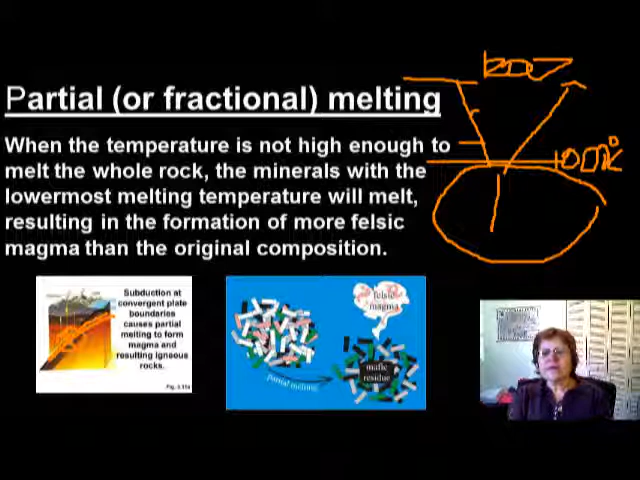 Partial (or fractional) melting
When the temperature is not high enough to
melt the whole rock, the minerals with the
lowermost melting temperature will melt,
resulting in the formation of more felsic
magma than the original composition.
Subduction at
convergent plate
boundaries
causes partial
melting to form
magma and
resulting igneous
rocks.
felsic
magma
mafic
residue
partial melting